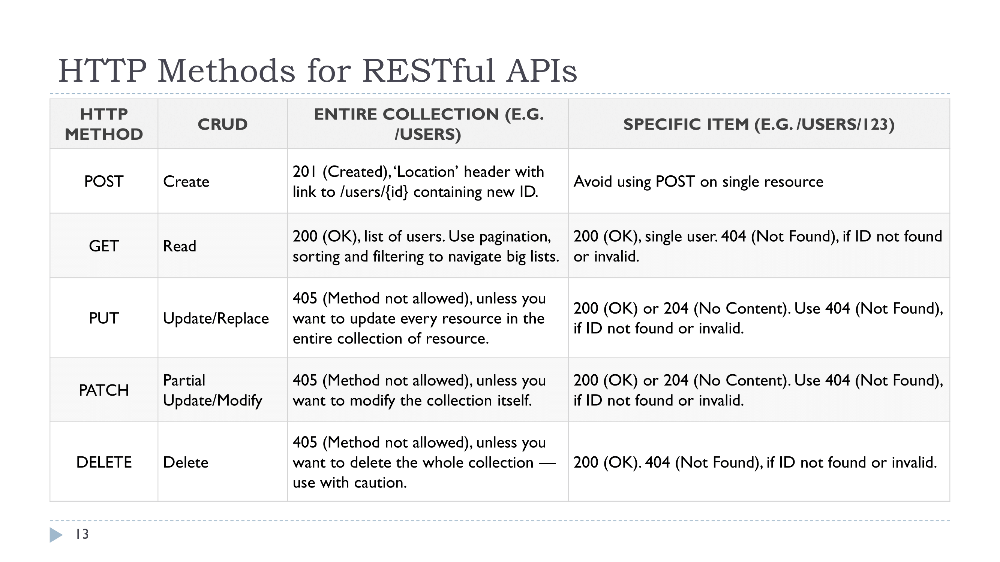 HTTP Methods for RESTful APIs
HTTP
METHOD
CRUD
ENTIRE COLLECTION (E.G.
/USERS)
SPECIFIC ITEM (E.G. /USERS/123)
POST
Create
201 (Created), ‘Location’ header with
link to /users/{id} containing new ID.
Avoid using POST on single resource
GET
Read
200 (OK), list of users. Use pagination,
sorting and filtering to navigate big lists.
200 (OK), single user. 404 (Not Found), if ID not found
or invalid.
PUT
Update/Replace
405 (Method not allowed), unless you
want to update every resource in the
entire collection of resource.
200 (OK) or 204 (No Content). Use 404 (Not Found),
if ID not found or invalid.
PATCH
Partial
Update/Modify
405 (Method not allowed), unless you
want to modify the collection itself.
200 (OK) or 204 (No Content). Use 404 (Not Found),
if ID not found or invalid.
DELETE
Delete
405 (Method not allowed), unless you
want to delete the whole collection —
use with caution.
200 (OK). 404 (Not Found), if ID not found or invalid.
13